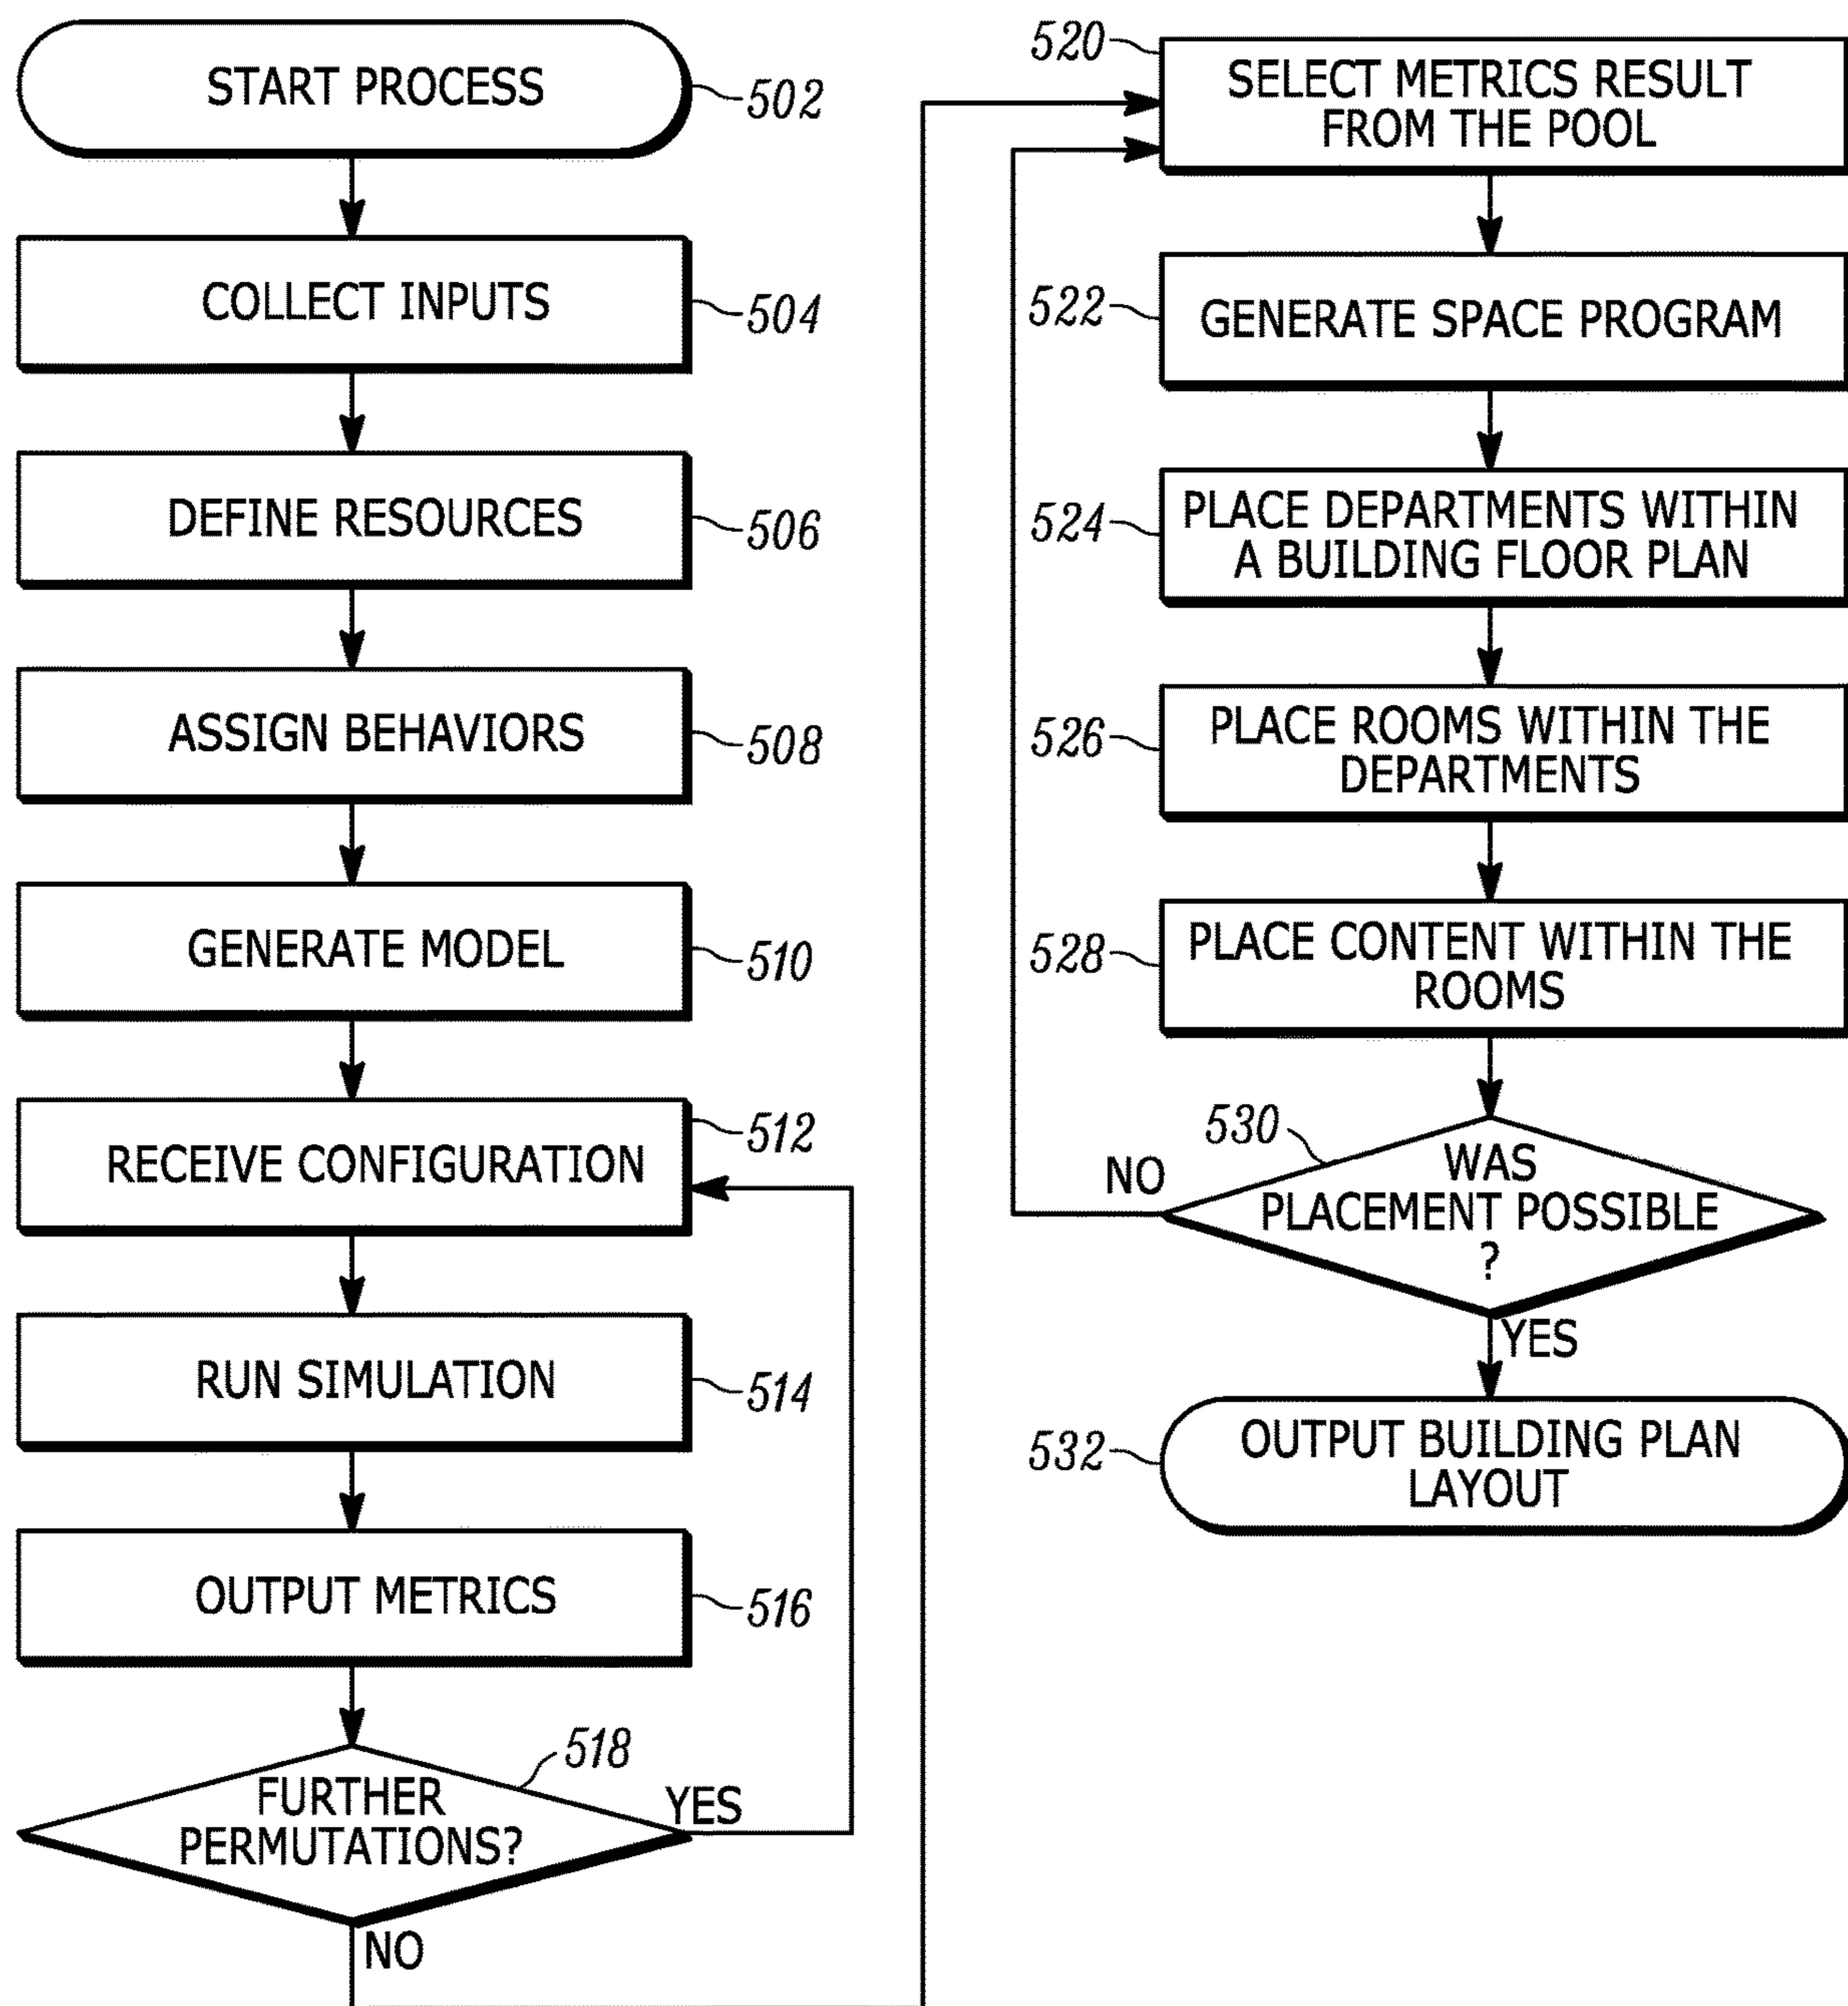 START PROCESS
502
COLLECT INPUTS
504
DEFINE RESOURCES
506
ASSIGN BEHAVIORS
508
GENERATE MODEL
510
RECEIVE CONFIGURATION
512
RUN SIMULATION
514
OUTPUT METRICS
516
FURTHER
PERMUTATIONS?
518
YES
NO
520
SELECT METRICS RESULT
FROM THE POOL
522
GENERATE SPACE PROGRAM
524
PLACE DEPARTMENTS WITHIN
A BUILDING FLOOR PLAN
526
PLACE ROOMS WITHIN THE
DEPARTMENTS
528
PLACE CONTENT WITHIN THE
ROOMS
530
NO
WAS
PLACEMENT POSSIBLE
?
YES
532
OUTPUT BUILDING PLAN
LAYOUT